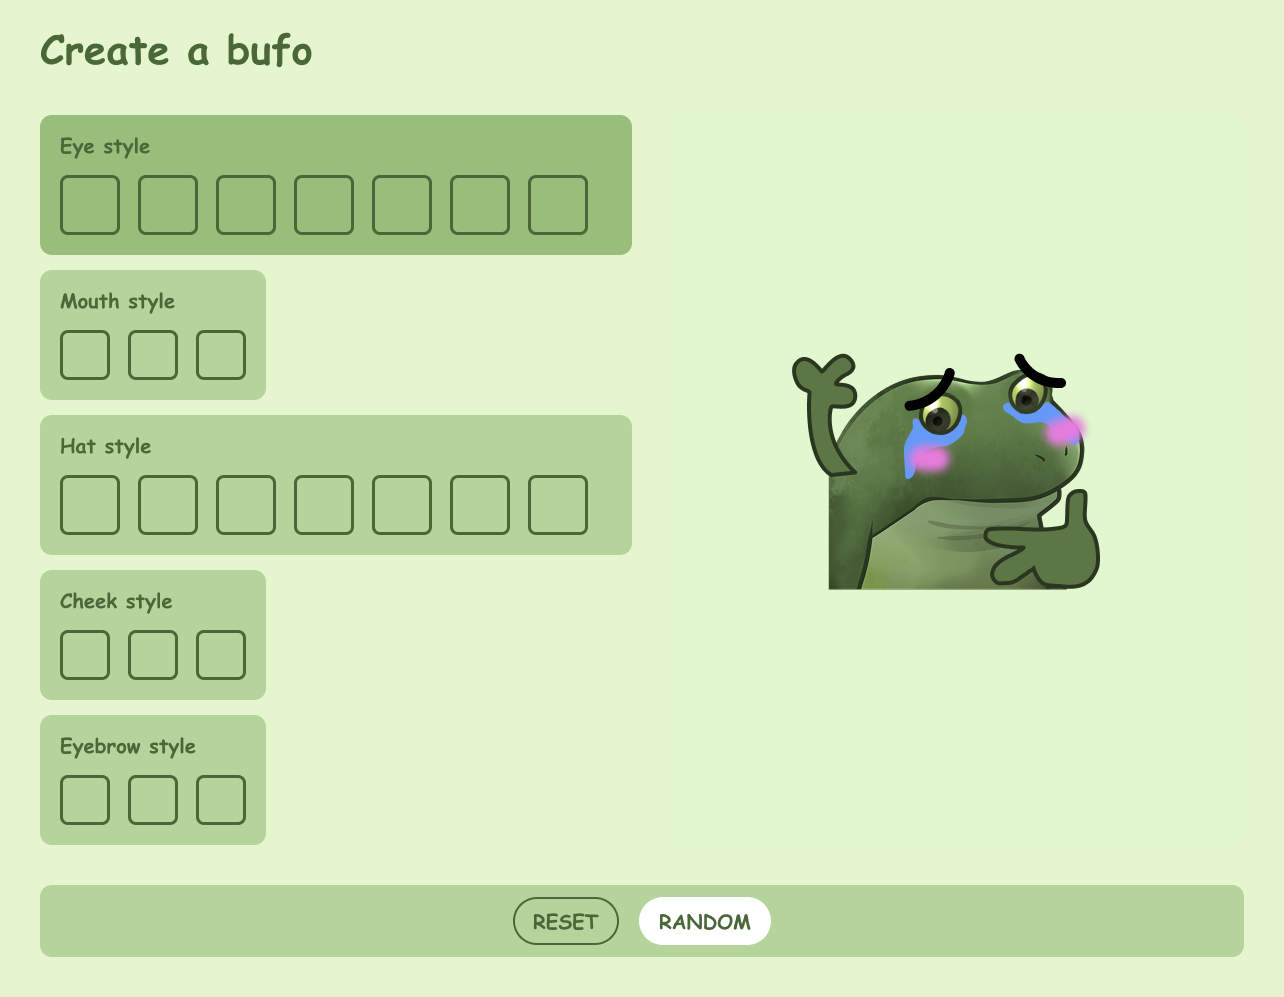 Create a bufo
Eye style
Mouth style
Hat style
Cheek style
Eyebrow style
RESET
RANDOM